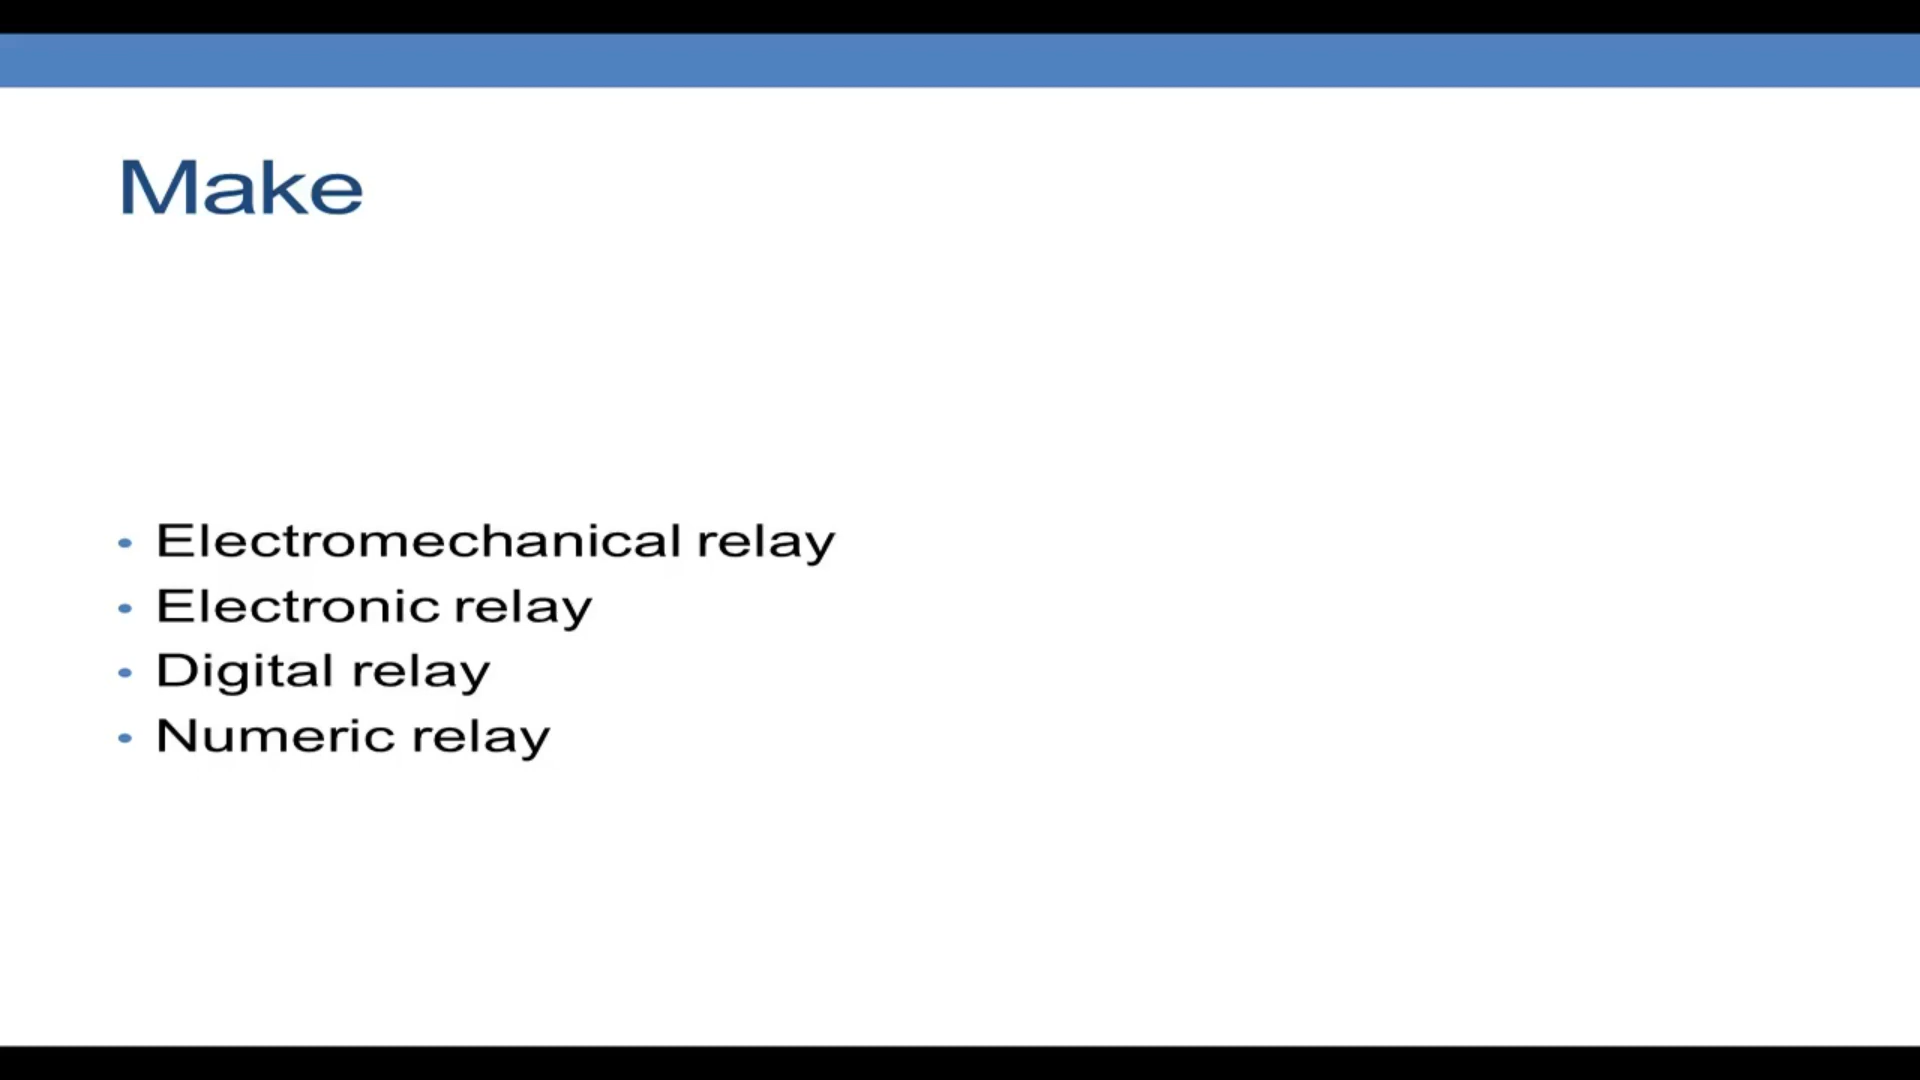 Make
• Electromechanical relay
• Electronic relay
• Digital relay
• Numeric relay